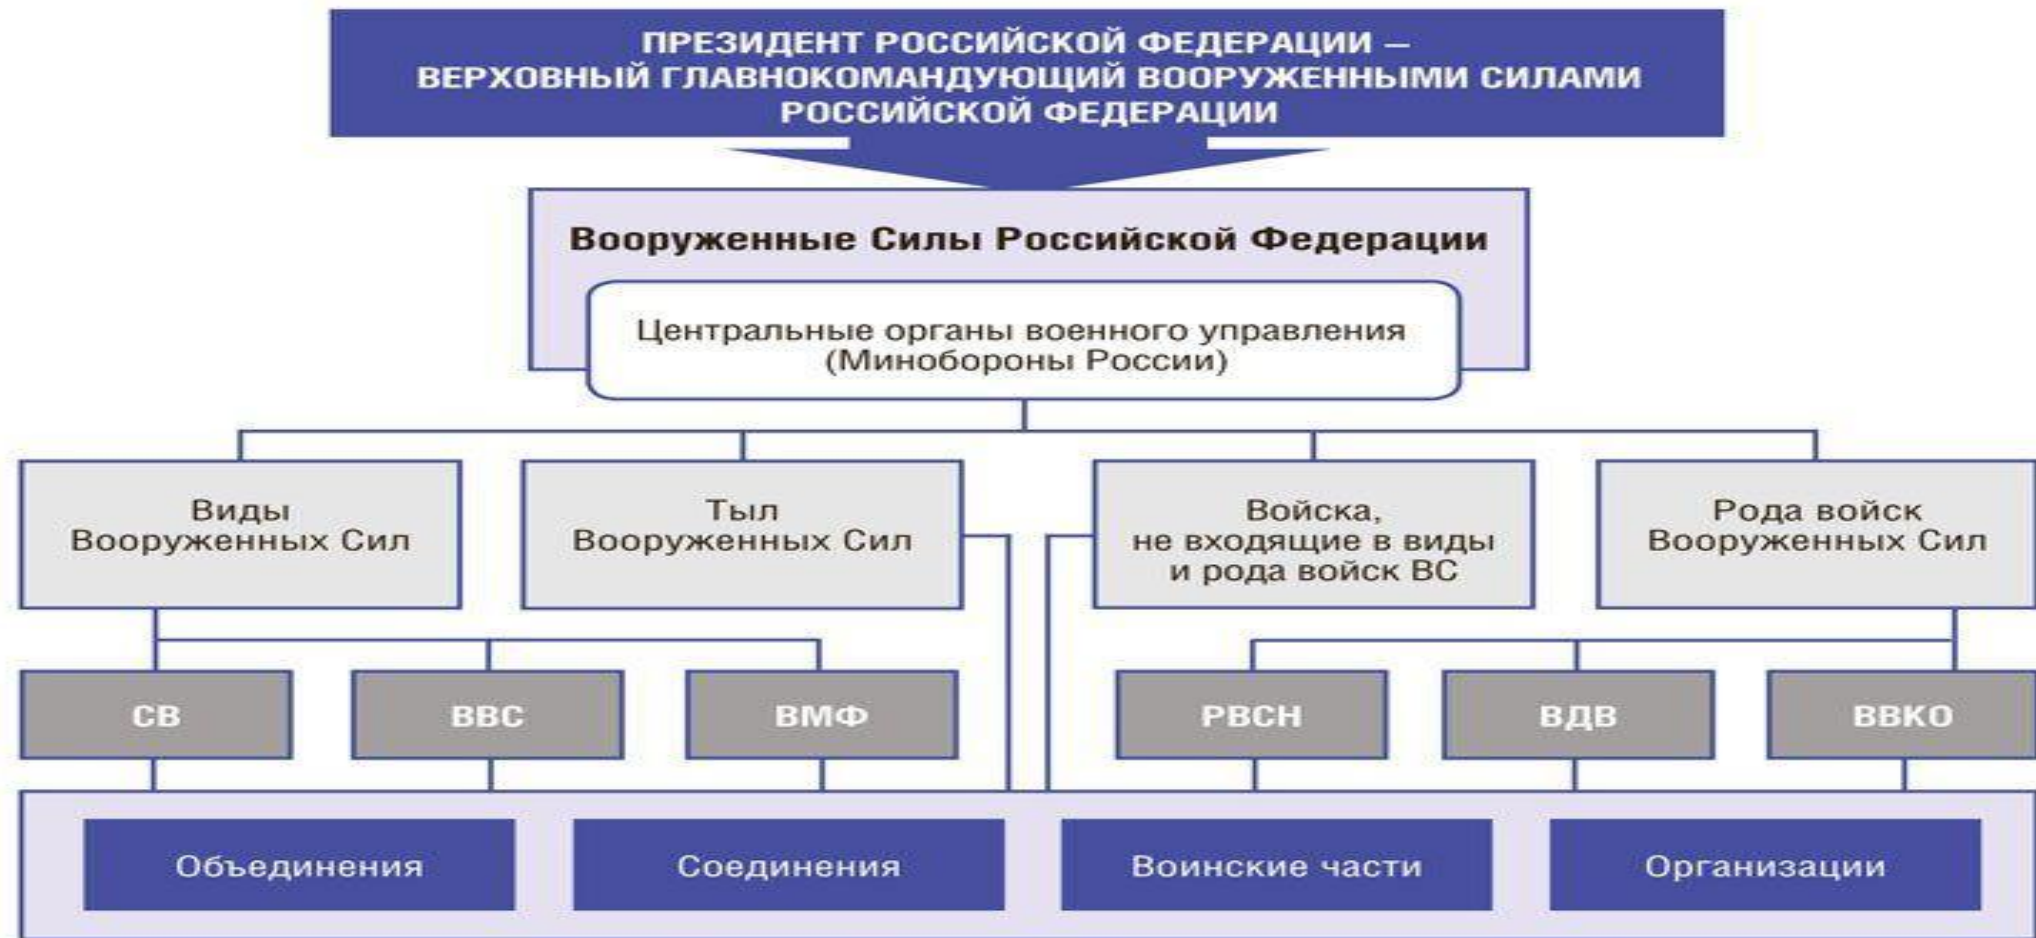 ПРЕЗИДЕНТ РОССИЙСКОЙ ФЕДЕРАЦИИ –
ВЕРХОВНЫЙ ГЛАВНОКОМАНДУЮЩИЙ ВООРУЖЕННЫМИ СИЛАМИ
РОССИЙСКОЙ ФЕДЕРАЦИИ
Вооруженные Силы Российской Федерации
Центральные органы военного управления
(Минобороны России)
Виды
Вооруженных Сил
Тыл
Вооруженных Сил
Войска,
не входящие в виды
и рода войск ВС
Рода войск
Вооруженных Сил
СВ
ВВС
ВМФ
РВСН
ВДВ
ВВКО
Объединения
Соединения
Воинские части
Организации